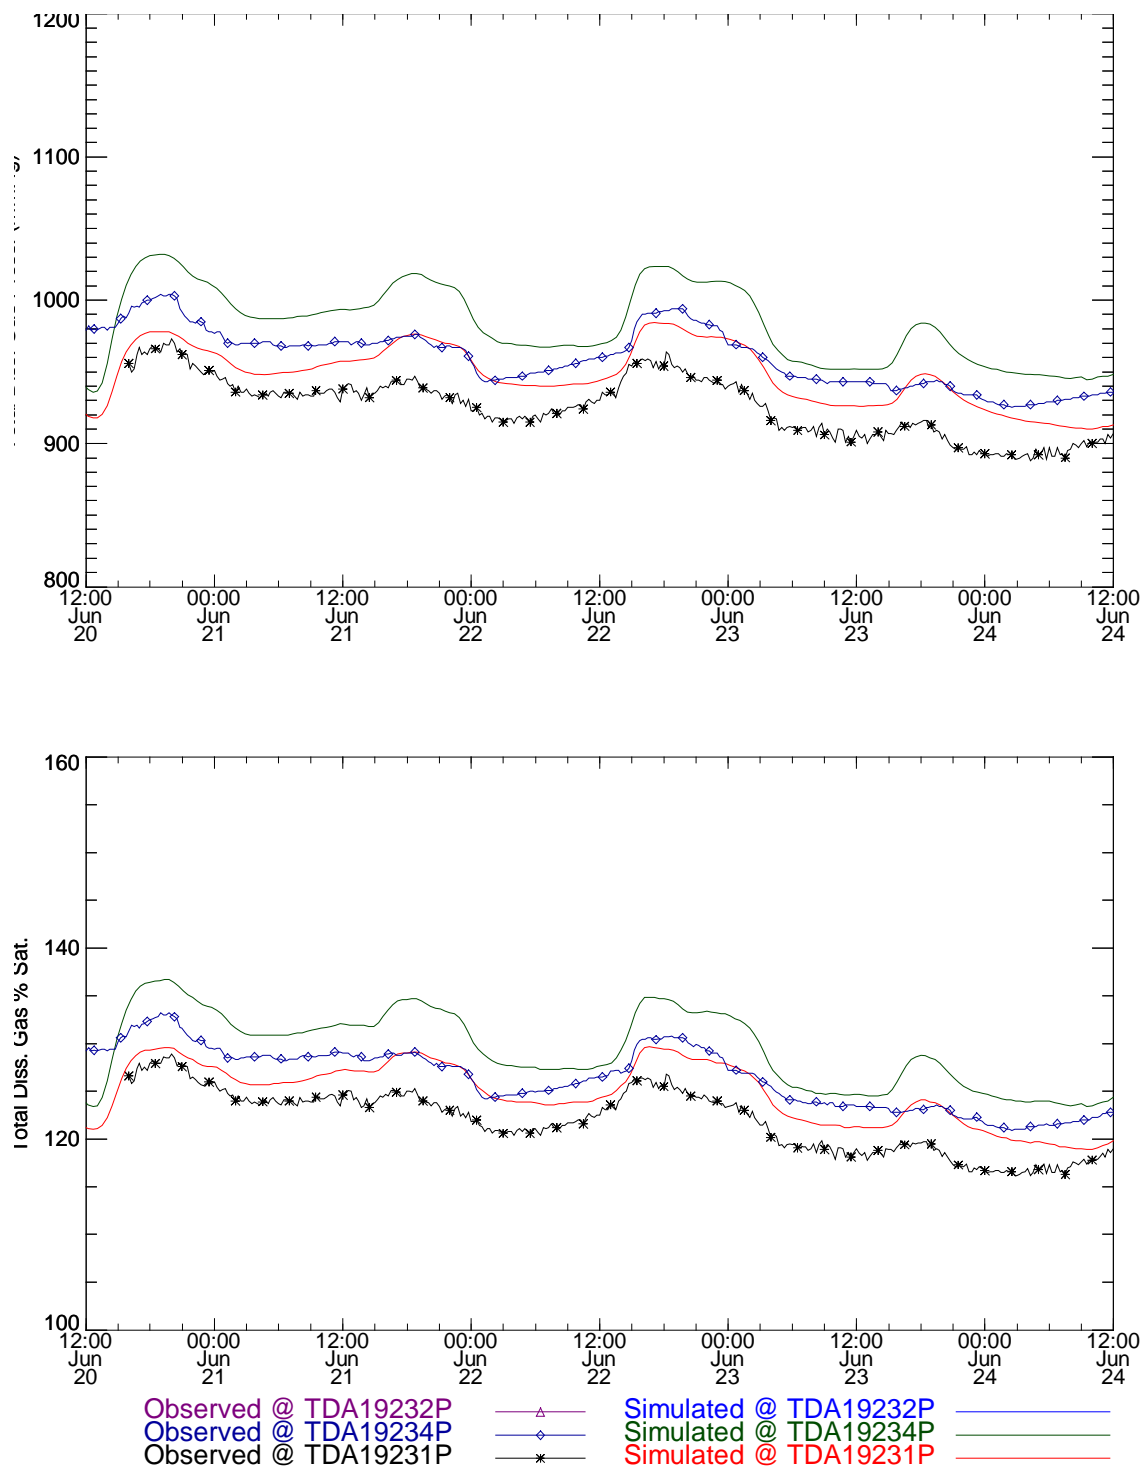 1200
1100
1000
900
800
12:00 00:00 12:00 00:00 12:00 00:00 12:00 00:00 12:00
Jun Jun Jun Jun Jun Jun Jun Jun Jun
20 21 21 22 22 23 23 24 24
160
140
120
100
Total Diss. Gas % Sat.
12:00 00:00 12:00 00:00 12:00 00:00 12:00 00:00 12:00
Jun Jun Jun Jun Jun Jun Jun Jun Jun
20 21 21 22 22 23 23 24 24
Observed @ TDA19232P Simulated @ TDA19232P
Observed @ TDA19234P Simulated @ TDA19234P
Observed @ TDA19231P Simulated @ TDA19231P